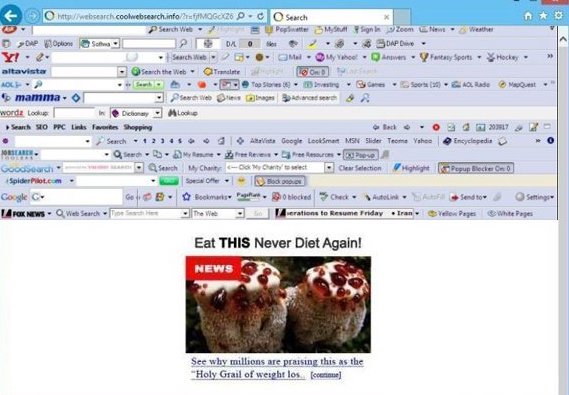 http://websearch.coolwebsearch.info/?r=fjfMQGcXZ6
Search
Search Web Highlight PopSwatter MyStuff Sign In Zoom News Weather
DAP Options Softwa D/L 0 files DAP Drive
Y! Search Web Mail My Yahoo! Answers Fantasy Sports Hockey
altavista Search the Web Translate On: 0
AOL Search Top Stories (6) Investing Games Sports (19) AOL Radio MapQuest
mamma Search Web News Images Advanced search
wordz Lookup: In: Dictionary Lookup
Search SEO PPC Links Favorites Shopping Back 203917
Search 1 2 3 4 5 AltaVista Google LookSmart MSN Slider Teoma Yahoo Encyclopedia
JOBSEARCH TOOLBAR Search My Resume Free Reviews Free Resources Pop-up
GoodSearch Search My Charity: <--- Click 'My Charity' to select Clear Selection Highlight Popup Blocker On: 0
SpiderPilot.com Special Offer Block popups
Google G Go Bookmarks PageRank 0 blocked Check AutoLink AutoFill Send to Settings
FOX NEWS Web Search Type Search Here The Web Go erations to Resume Friday • Iran Yellow Pages White Pages
Eat THIS Never Diet Again!
NEWS
See why millions are praising this as the
"Holy Grail of weight los.. [continue]